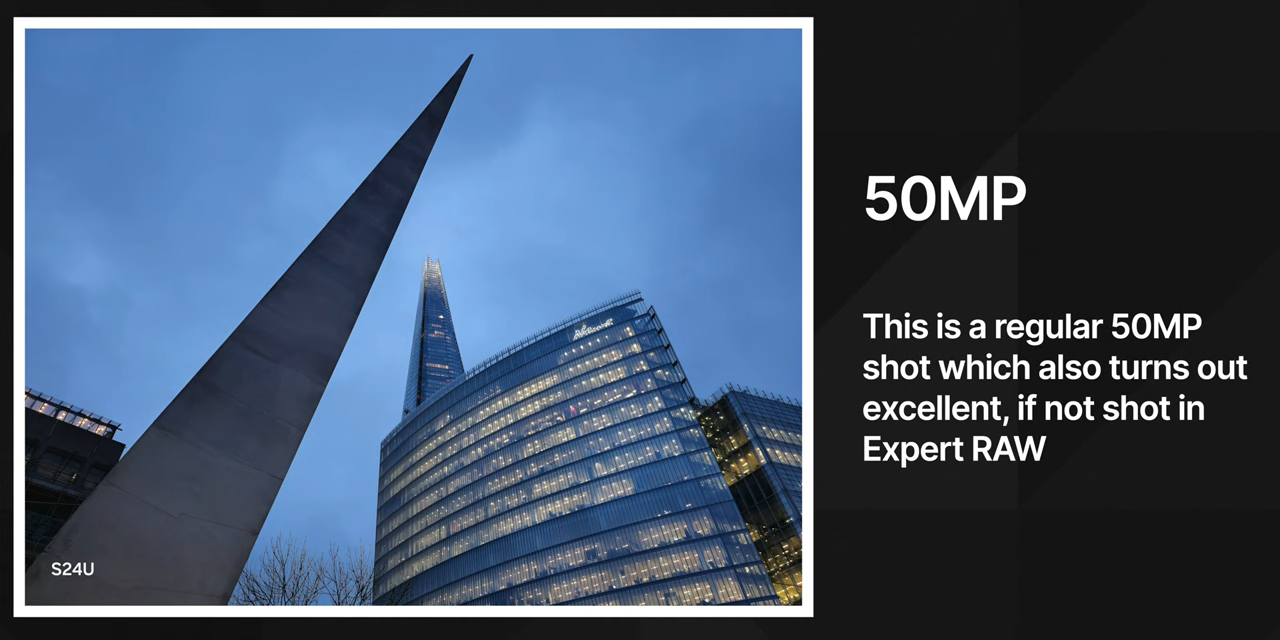 50MP
This is a regular 50MP
shot which also turns out
excellent, if not shot in
Expert RAW
S24U